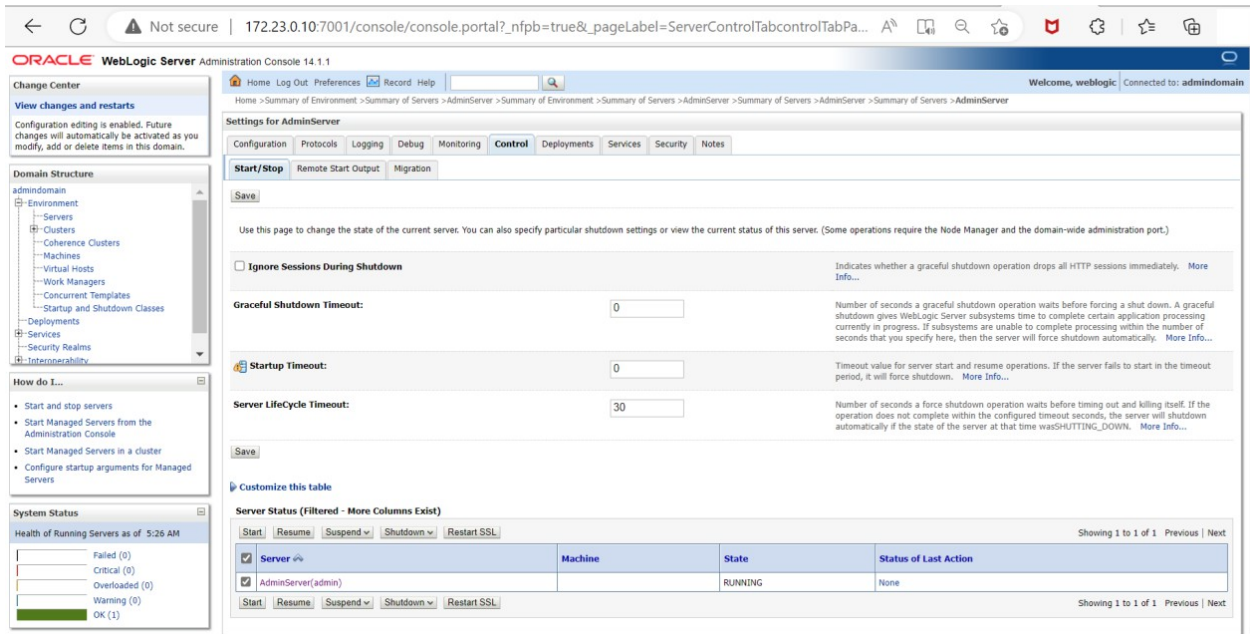 Not secure | 172.23.0.10:7001/console/console.portal?_nfpb=true&_pageLabel=ServerControlTabcontrolTabPa...
ORACLE WebLogic Server Administration Console 14.1.1
Change Center
View changes and restarts
Configuration editing is enabled. Future
changes will automatically be activated as you
modify, add or delete items in this domain.
Domain Structure
admindomain
Environment
Servers
Clusters
Coherence Clusters
Machines
Virtual Hosts
Work Managers
Concurrent Templates
Startup and Shutdown Classes
Deployments
Services
Security Realms
Interoperability
How do I...
Start and stop servers
Start Managed Servers from the
Administration Console
Start Managed Servers in a cluster
Configure startup arguments for Managed
Servers
System Status
Health of Running Servers as of 5:26 AM
Failed (0)
Critical (0)
Overloaded (0)
Warning (0)
OK (1)
Home Log Out Preferences Record Help
Welcome, weblogic Connected to: admindomain
Home >Summary of Environment >Summary of Servers >AdminServer >Summary of Environment >Summary of Servers >AdminServer >Summary of Servers >AdminServer >Summary of Servers >AdminServer
Settings for AdminServer
Configuration Protocols Logging Debug Monitoring Control Deployments Services Security Notes
Start/Stop Remote Start Output Migration
Save
Use this page to change the state of the current server. You can also specify particular shutdown settings or view the current status of this server. (Some operations require the Node Manager and the domain-wide administration port.)
Ignore Sessions During Shutdown
Indicates whether a graceful shutdown operation drops all HTTP sessions immediately. More
Info...
Graceful Shutdown Timeout: 0
Number of seconds a graceful shutdown operation waits before forcing a shut down. A graceful
shutdown gives WebLogic Server subsystems time to complete certain application processing
currently in progress. If subsystems are unable to complete processing within the number of
seconds that you specify here, then the server will force shutdown automatically. More Info...
Startup Timeout: 0
Timeout value for server start and resume operations. If the server fails to start in the timeout
period, it will force shutdown. More Info...
Server LifeCycle Timeout: 30
Number of seconds a force shutdown operation waits before timing out and killing itself. If the
operation does not complete within the configured timeout seconds, the server will shutdown
automatically if the state of the server at that time wasSHUTTING_DOWN. More Info...
Save
Customize this table
Server Status (Filtered - More Columns Exist)
Start Resume Suspend Shutdown Restart SSL Showing 1 to 1 of 1 Previous | Next
Server Machine State Status of Last Action
AdminServer(admin) RUNNING None
Start Resume Suspend Shutdown Restart SSL Showing 1 to 1 of 1 Previous | Next